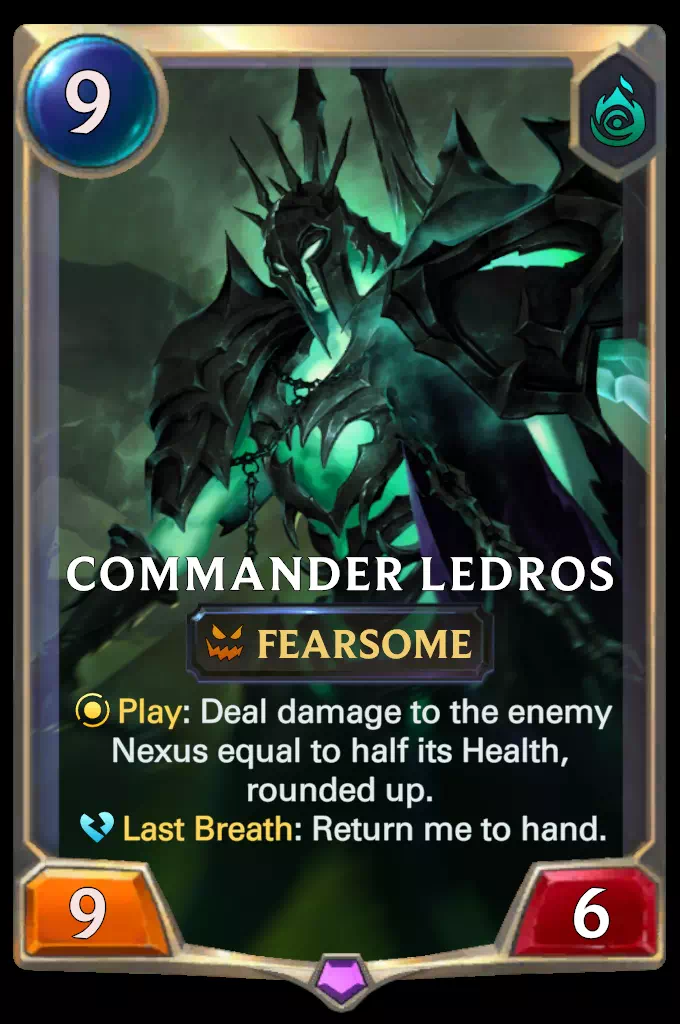 9
COMMANDER LEDROS
FEARSOME
Play: Deal damage to the enemy
Nexus equal to half its Health,
rounded up.
Last Breath: Return me to hand.
9
6